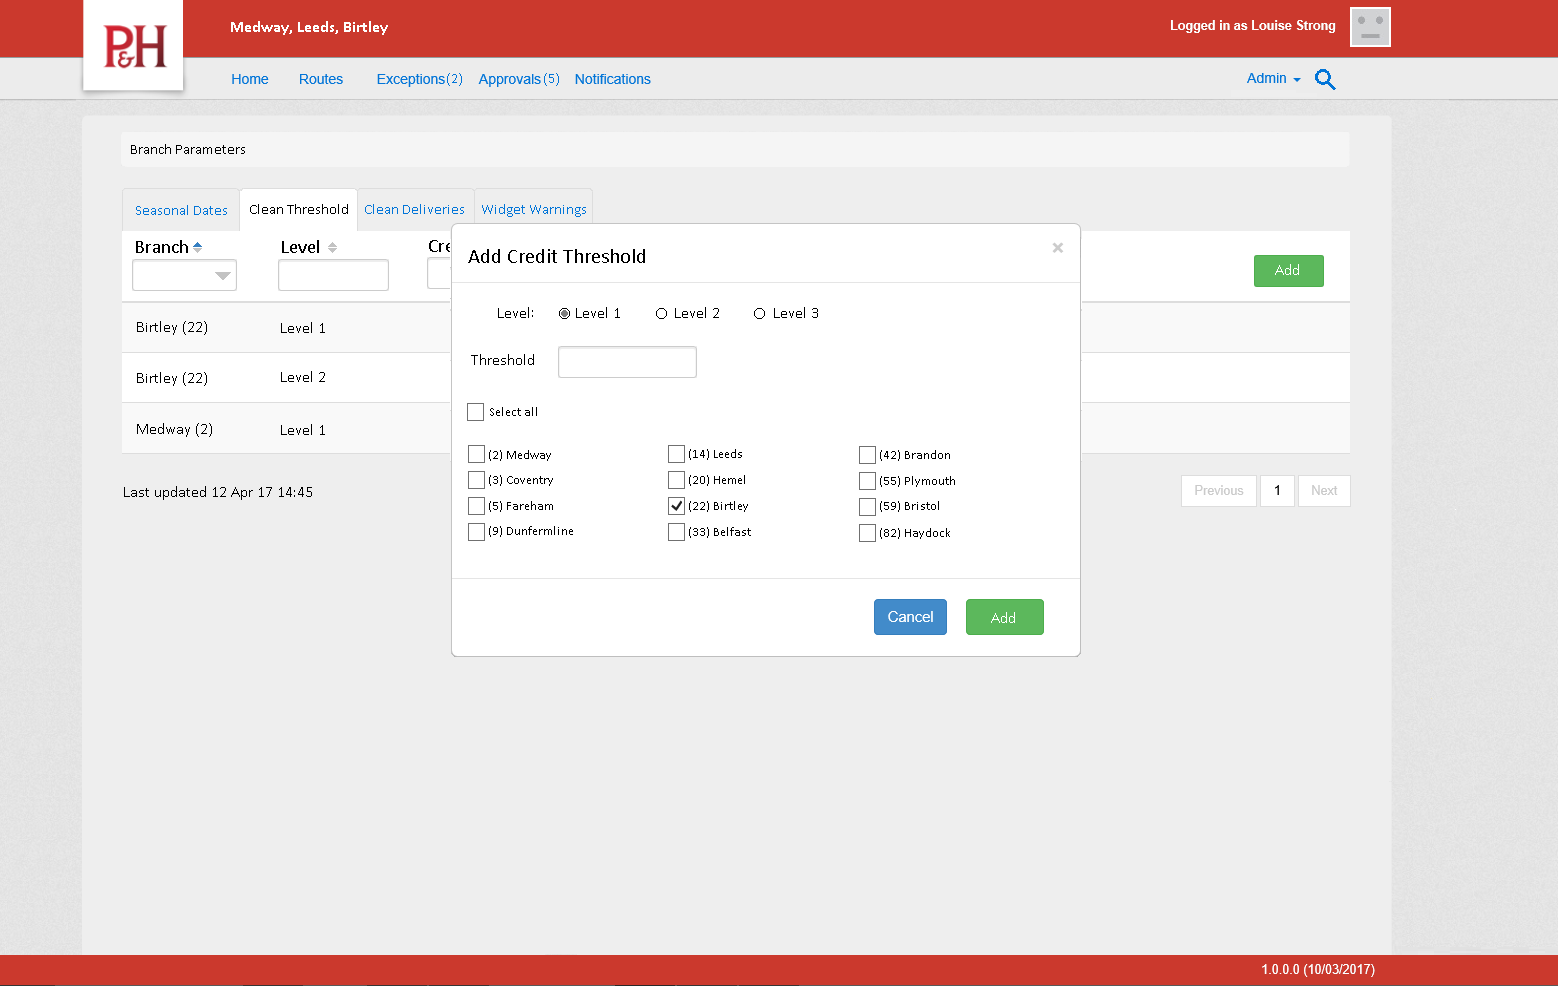 P&H
Medway, Leeds, Birtley
Logged in as Louise Strong
Home Routes Exceptions(2) Approvals(5) Notifications
Admin
Branch Parameters
Seasonal Dates Clean Threshold Clean Deliveries Widget Warnings
Branch Level Cre
Add
Birtley (22) Level 1
Birtley (22) Level 2
Medway (2) Level 1
Last updated 12 Apr 17 14:45
Previous 1 Next
Add Credit Threshold ×
Level: Level 1 Level 2 Level 3
Threshold
Select all
(2) Medway (14) Leeds (42) Brandon
(3) Coventry (20) Hemel (55) Plymouth
(5) Fareham (22) Birtley (59) Bristol
(9) Dunfermline (33) Belfast (82) Haydock
Cancel Add
1.0.0.0 (10/03/2017)